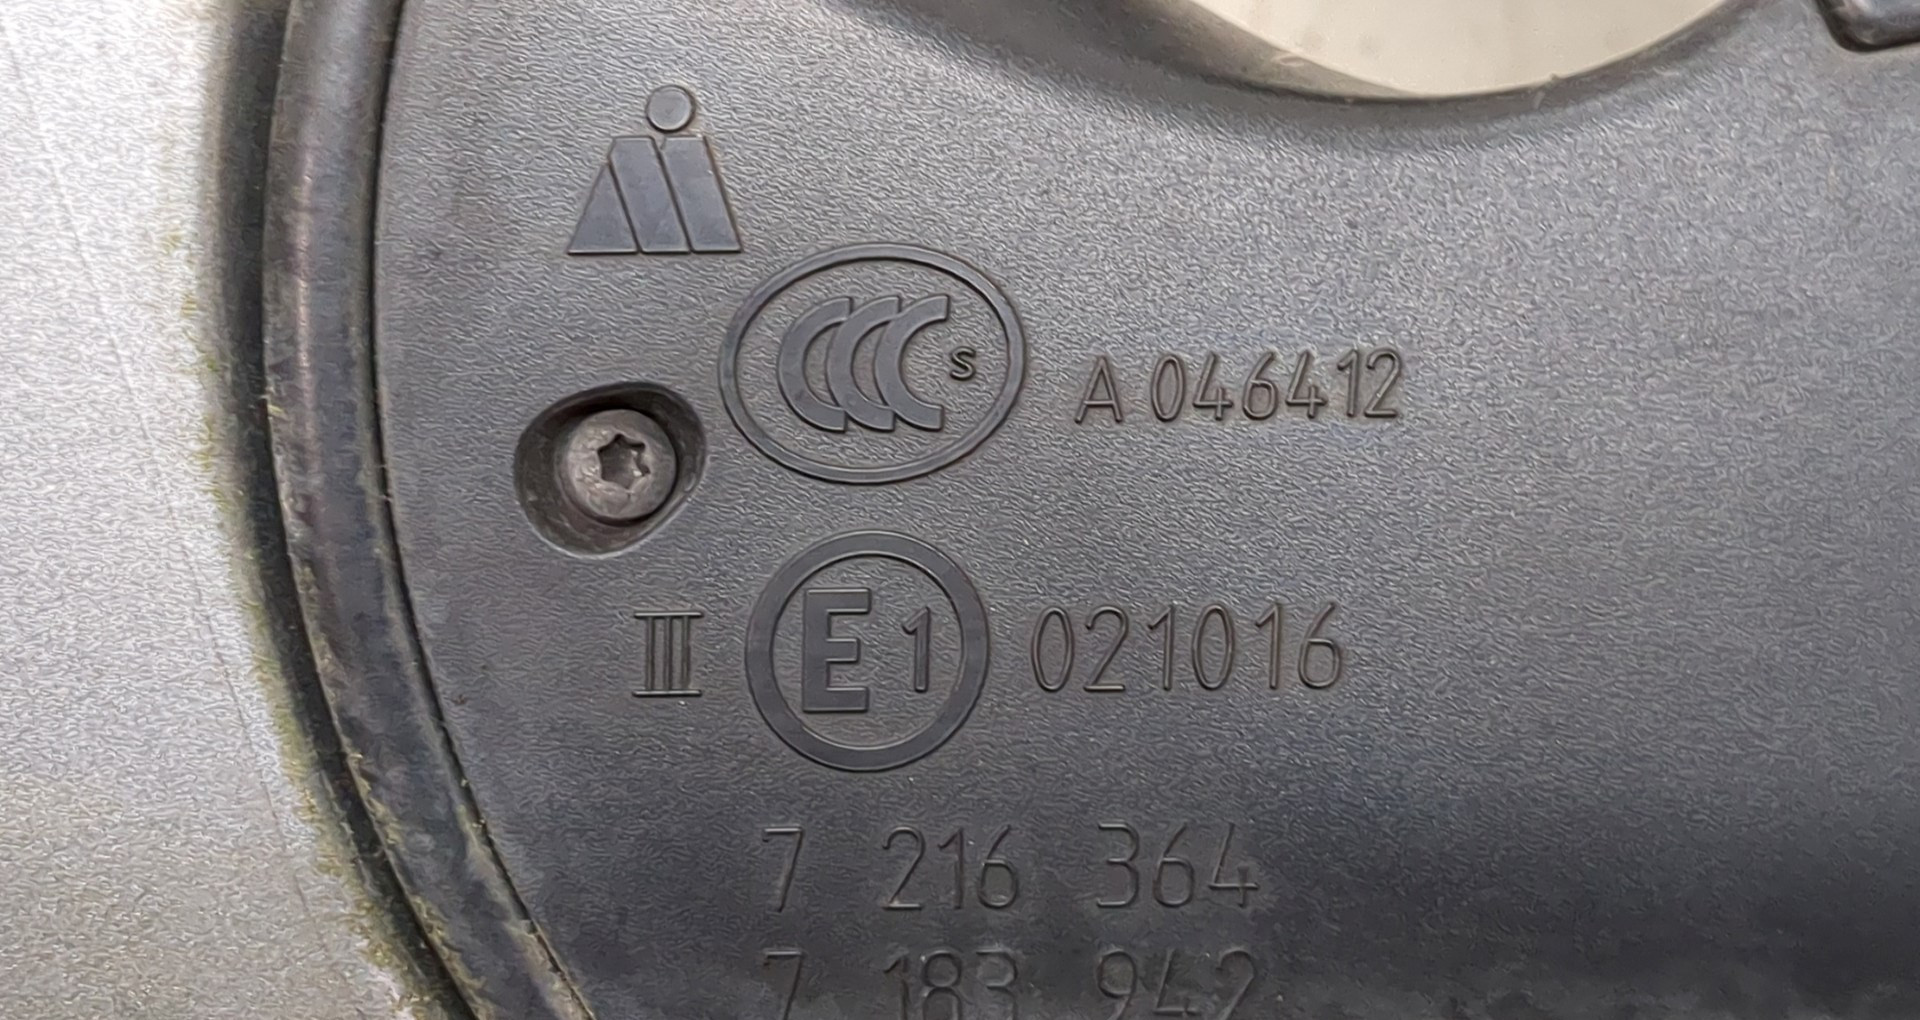 CCC S A 046412
III E1 021016
7 216 364
7 183 942